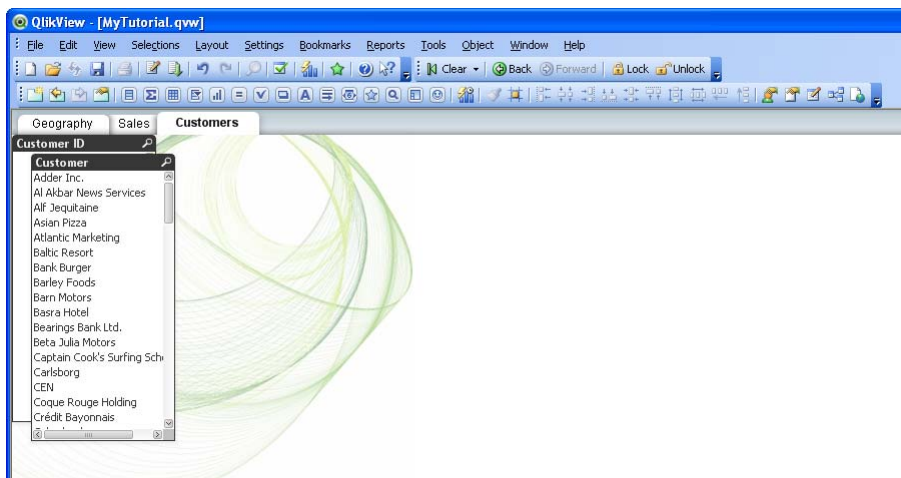 QlikView - [MyTutorial.qvw]
File Edit View Selections Layout Settings Bookmarks Reports Tools Object Window Help
Clear Back Forward Lock Unlock
Geography Sales Customers
Customer ID
Customer
Adder Inc.
Al Akbar News Services
Alf Jequitaine
Asian Pizza
Atlantic Marketing
Baltic Resort
Bank Burger
Barley Foods
Barn Motors
Basra Hotel
Bearings Bank Ltd.
Beta Julia Motors
Captain Cook's Surfing Sch
Carlsborg
CEN
Coque Rouge Holding
Crédit Bayonnais